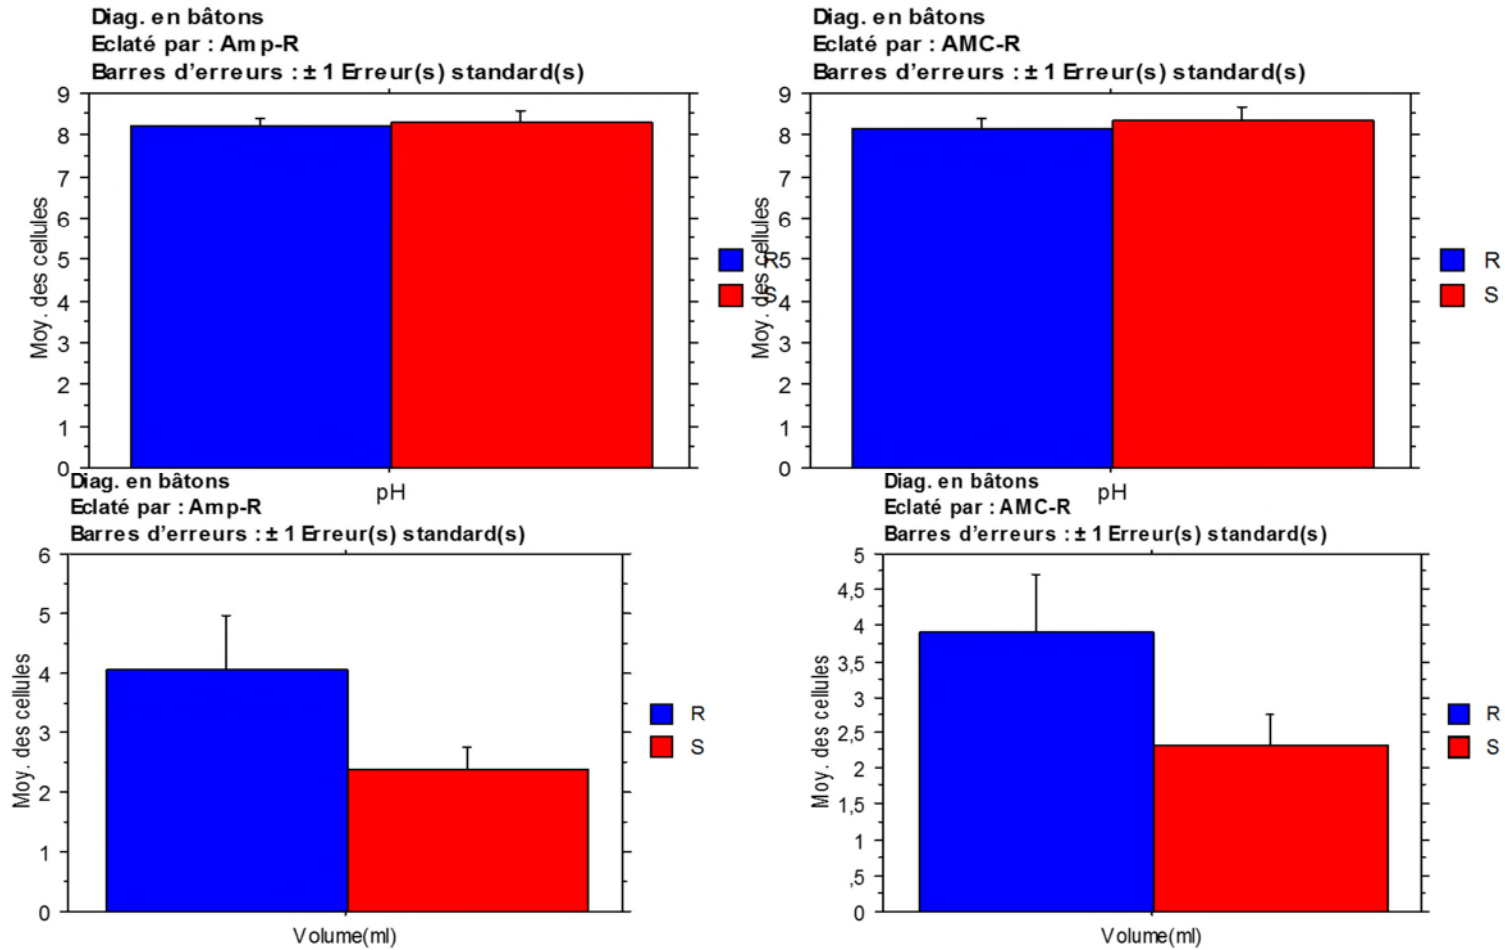 Diag. en bâtons
Eclaté par : Amp-R
Barres d'erreurs : ± 1 Erreur(s) standard(s)
9
8
7
6
5
4
3
2
1
0
Moy. des cellules
pH
R
S
Diag. en bâtons
Eclaté par : AMC-R
Barres d'erreurs : ± 1 Erreur(s) standard(s)
9
8
7
6
5
4
3
2
1
0
Moy. des cellules
pH
R
S
Diag. en bâtons
Eclaté par : Amp-R
Barres d'erreurs : ± 1 Erreur(s) standard(s)
6
5
4
3
2
1
0
Moy. des cellules
Volume(ml)
R
S
Diag. en bâtons
Eclaté par : AMC-R
Barres d'erreurs : ± 1 Erreur(s) standard(s)
5
4,5
4
3,5
3
2,5
2
1,5
1
,5
0
Moy. des cellules
Volume(ml)
R
S